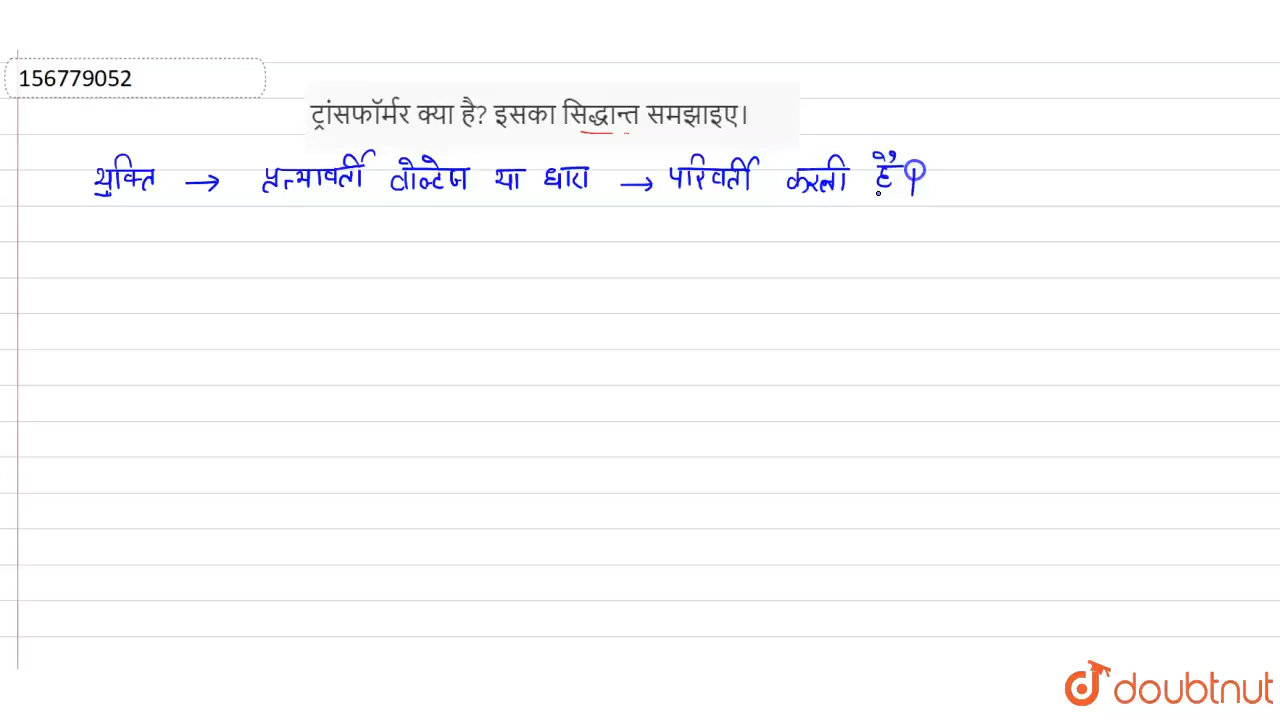 156779052
ट्रांसफॉर्मर क्या है? इसका सिद्धान्त समझाइए।
युक्ति → प्रत्यावर्ती वोल्टेज या धारा → परिवर्ती करती है।
doubtnut